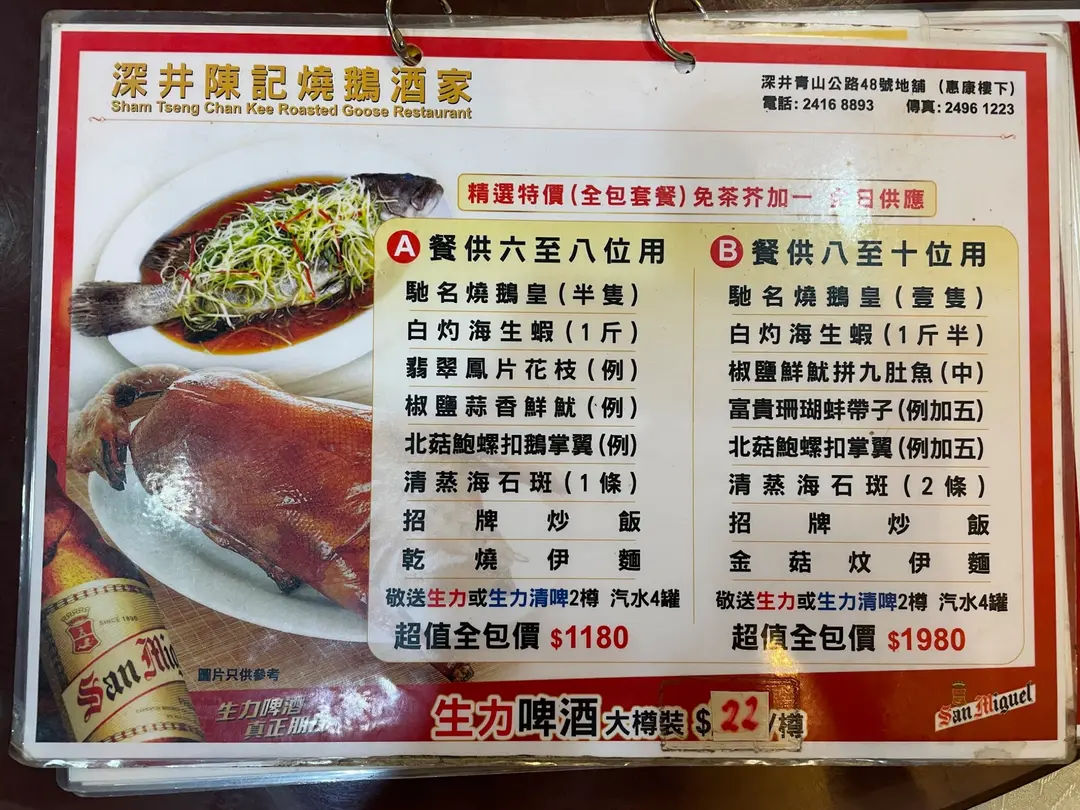 深井陳記燒鵝酒家
Sham Tseng Chan Kee Roasted Goose Restaurant
深井青山公路48號地舖 (惠康樓下)
電話: 2416 8893 傳真: 2496 1223
精選特價(全包套餐)免茶芥加一 日供應
A 餐供六至八位用
馳名燒鵝皇(半隻)
白灼海生蝦(1斤)
翡翠鳳片花枝(例)
椒鹽蒜香鮮魷(例)
北菇鮑螺扣鵝掌翼(例)
清蒸海石斑(1條)
招牌炒飯
乾燒伊麵
敬送生力或生力清啤2樽 汽水4罐
超值全包價 $1180
B 餐供八至十位用
馳名燒鵝皇(壹隻)
白灼海生蝦(1斤半)
椒鹽鮮魷拼九肚魚(中)
富貴珊瑚蚌帶子(例加五)
北菇鮑螺扣掌翼(例加五)
清蒸海石斑(2條)
招牌炒飯
金菇炆伊麵
敬送生力或生力清啤2樽 汽水4罐
超值全包價 $1980
SINCE 1890
San Mig
圖片只供參考
生力啤酒
真正朋
生力啤酒 大樽裝 $22/樽
San Miguel